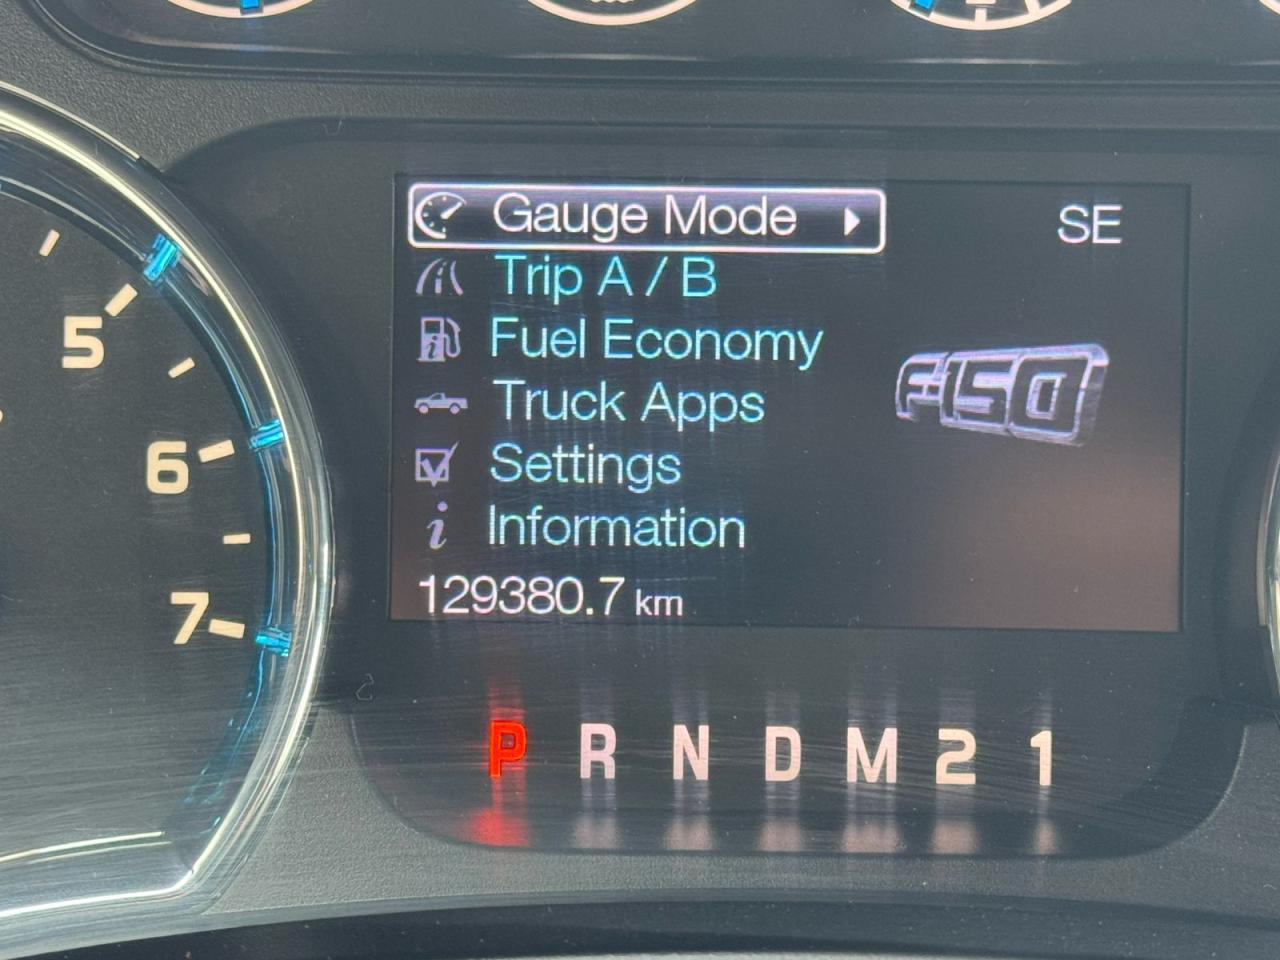 Gauge Mode
SE
Trip A / B
Fuel Economy
F-150
Truck Apps
Settings
Information
129380.7 km
5
6
7
P R N D M 2 1